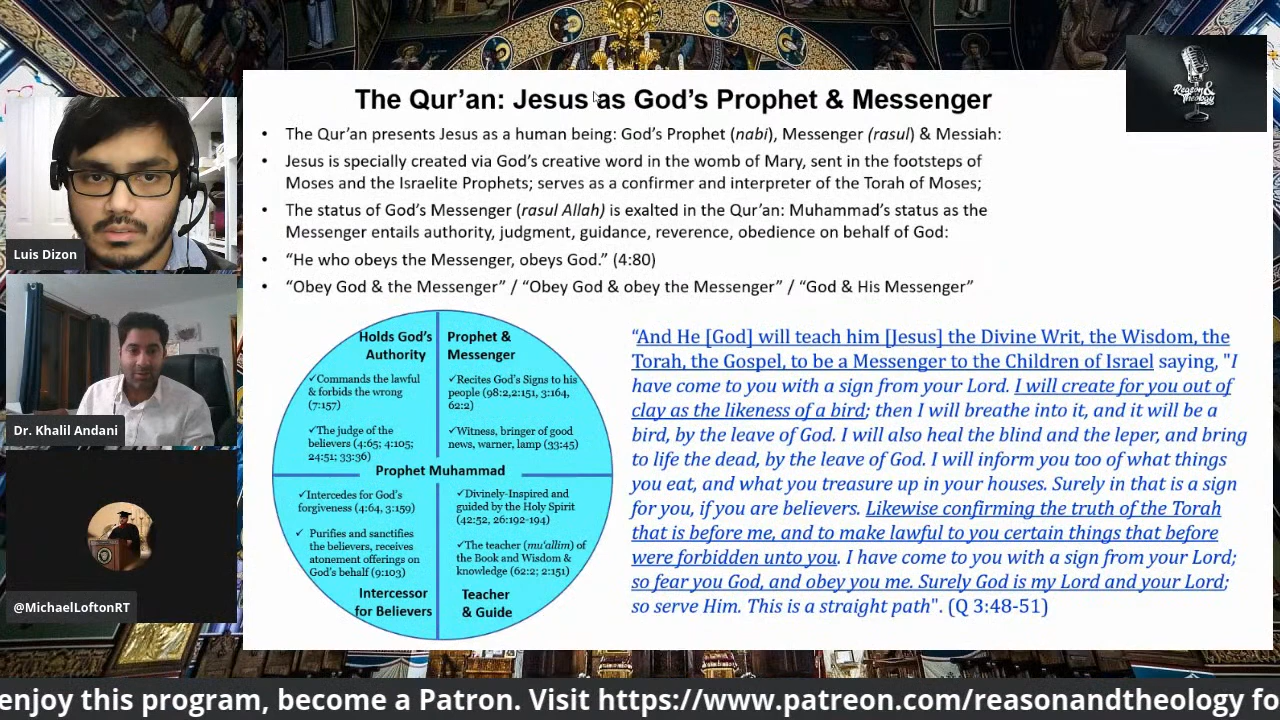 The Qur’an: Jesus as God’s Prophet & Messenger
Reason &
Theology
• The Qur’an presents Jesus as a human being: God’s Prophet (nabi), Messenger (rasul) & Messiah:
• Jesus is specially created via God’s creative word in the womb of Mary, sent in the footsteps of
Moses and the Israelite Prophets; serves as a confirmer and interpreter of the Torah of Moses;
• The status of God’s Messenger (rasul Allah) is exalted in the Qur’an: Muhammad’s status as the
Messenger entails authority, judgment, guidance, reverence, obedience on behalf of God:
• “He who obeys the Messenger, obeys God.” (4:80)
• “Obey God & the Messenger” / “Obey God & obey the Messenger” / “God & His Messenger”
Luis Dizon
Dr. Khalil Andani
@MichaelLoftonRT
Holds God’s
Authority
✓Commands the lawful
& forbids the wrong
(7:157)
✓The judge of the
believers (4:65; 4:105;
24:51; 33:36)
Prophet &
Messenger
✓Recites God’s Signs to his
people (98:2,2:151, 3:164,
62:2)
✓Witness, bringer of good
news, warner, lamp (33:45)
Prophet Muhammad
✓Intercedes for God’s
forgiveness (4:64, 3:159)
✓ Purifies and sanctifies
the believers, receives
atonement offerings on
God’s behalf (9:103)
Intercessor
for Believers
✓Divinely-Inspired and
guided by the Holy Spirit
(42:52, 26:192-194)
✓The teacher (mu‘allim) of
the Book and Wisdom &
knowledge (62:2; 2:151)
Teacher
& Guide
“And He [God] will teach him [Jesus] the Divine Writ, the Wisdom, the
Torah, the Gospel, to be a Messenger to the Children of Israel saying, "I
have come to you with a sign from your Lord. I will create for you out of
clay as the likeness of a bird; then I will breathe into it, and it will be a
bird, by the leave of God. I will also heal the blind and the leper, and bring
to life the dead, by the leave of God. I will inform you too of what things
you eat, and what you treasure up in your houses. Surely in that is a sign
for you, if you are believers. Likewise confirming the truth of the Torah
that is before me, and to make lawful to you certain things that before
were forbidden unto you. I have come to you with a sign from your Lord;
so fear you God, and obey you me. Surely God is my Lord and your Lord;
so serve Him. This is a straight path". (Q 3:48-51)
enjoy this program, become a Patron. Visit https://www.patreon.com/reasonandtheology fo